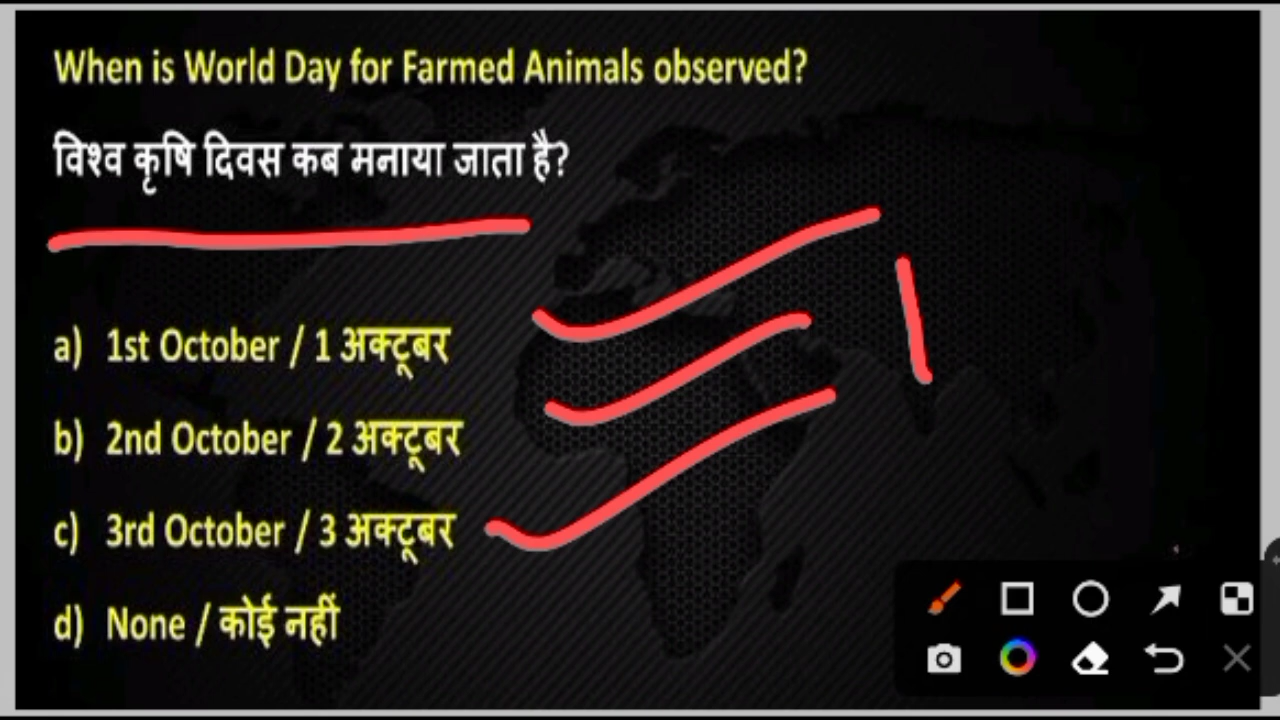 When is World Day for Farmed Animals observed?
विश्व कृषि दिवस कब मनाया जाता है?
a) 1st October / 1 अक्टूबर
b) 2nd October / 2 अक्टूबर
c) 3rd October / 3 अक्टूबर
d) None / कोई नहीं